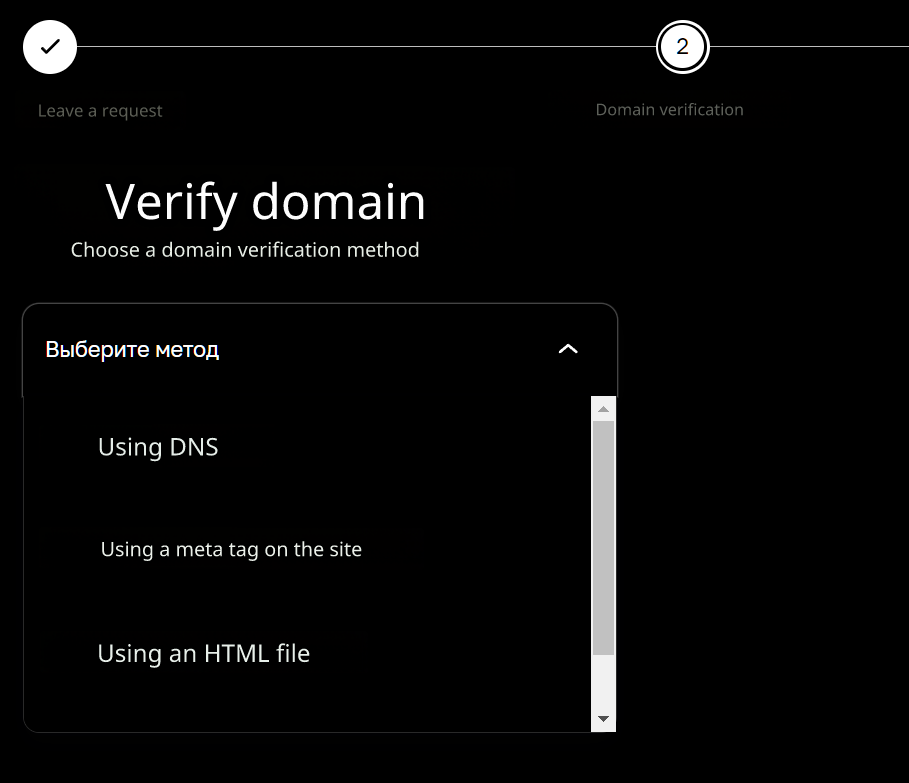 2
Leave a request
Domain verification
Verify domain
Choose a domain verification method
Выберите метод
Using DNS
Using a meta tag on the site
Using an HTML file